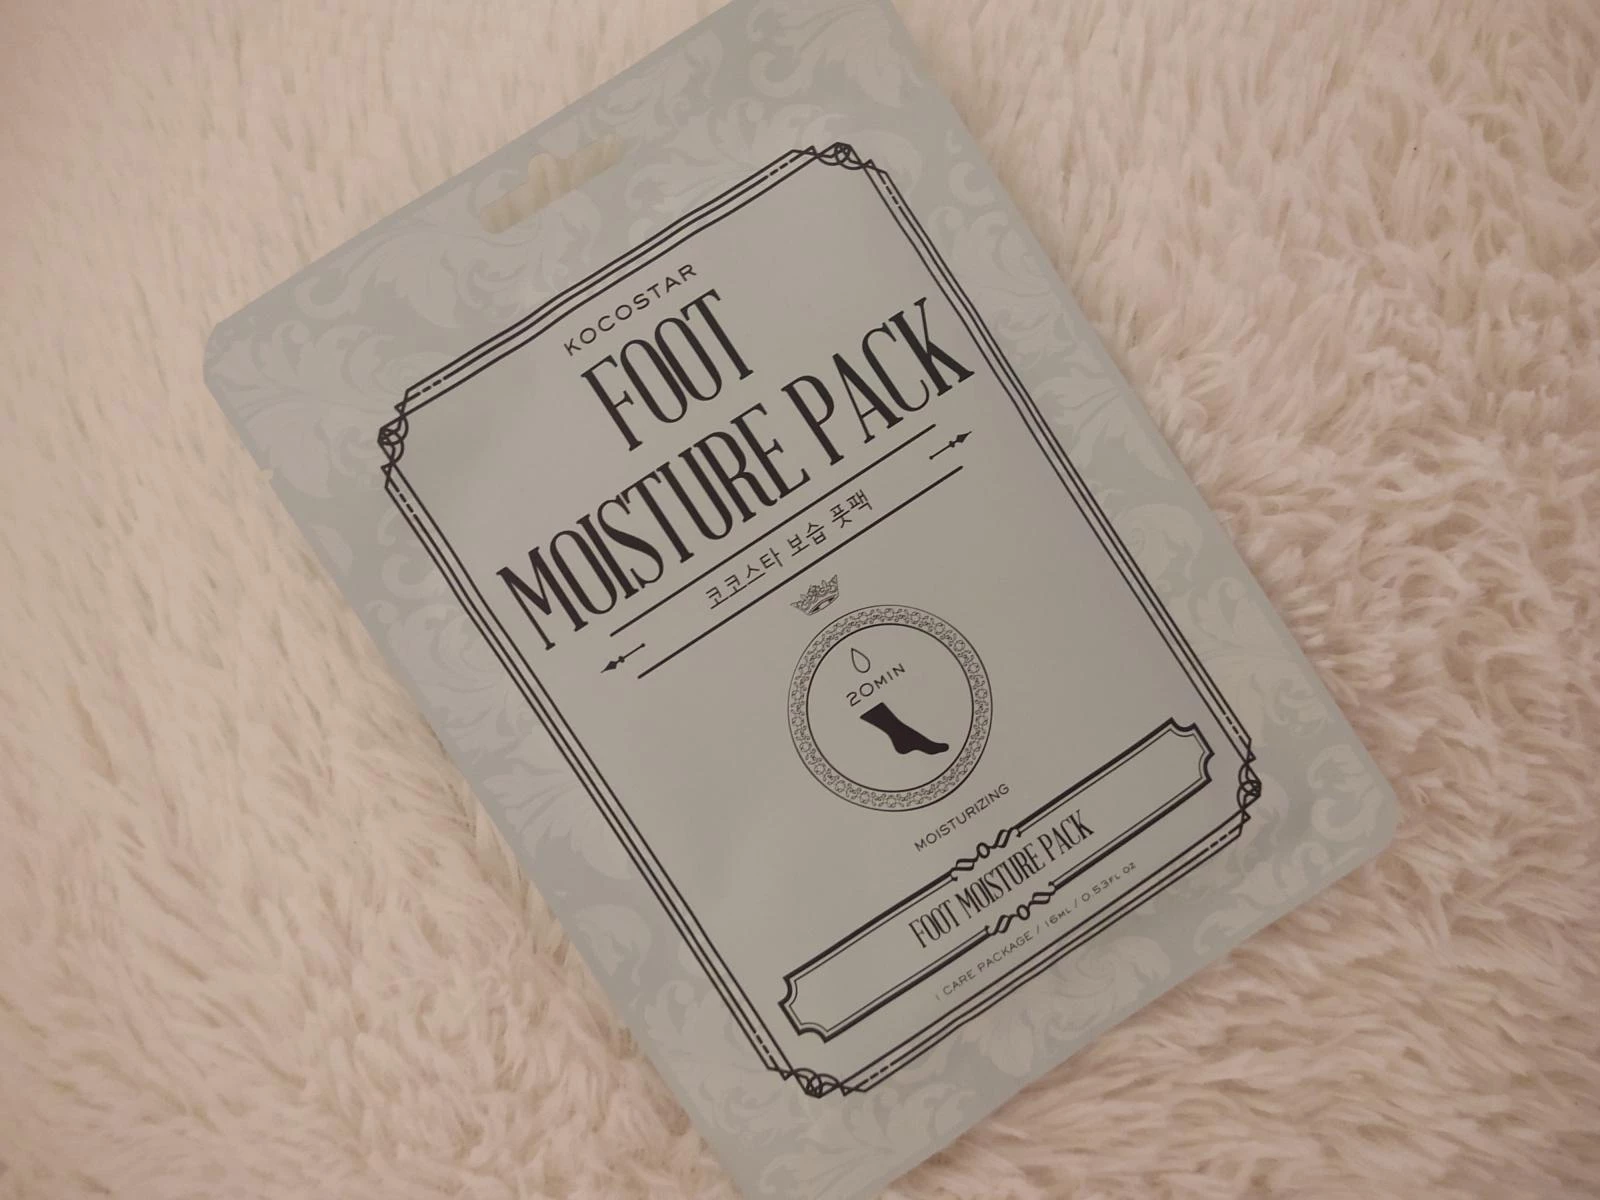 KOCOSTAR
FOOT
MOISTURE PACK
코코스타 보습 풋팩
20MIN
MOISTURIZING
FOOT MOISTURE PACK
1 CARE PACKAGE / 16ML / 0.53FL OZ